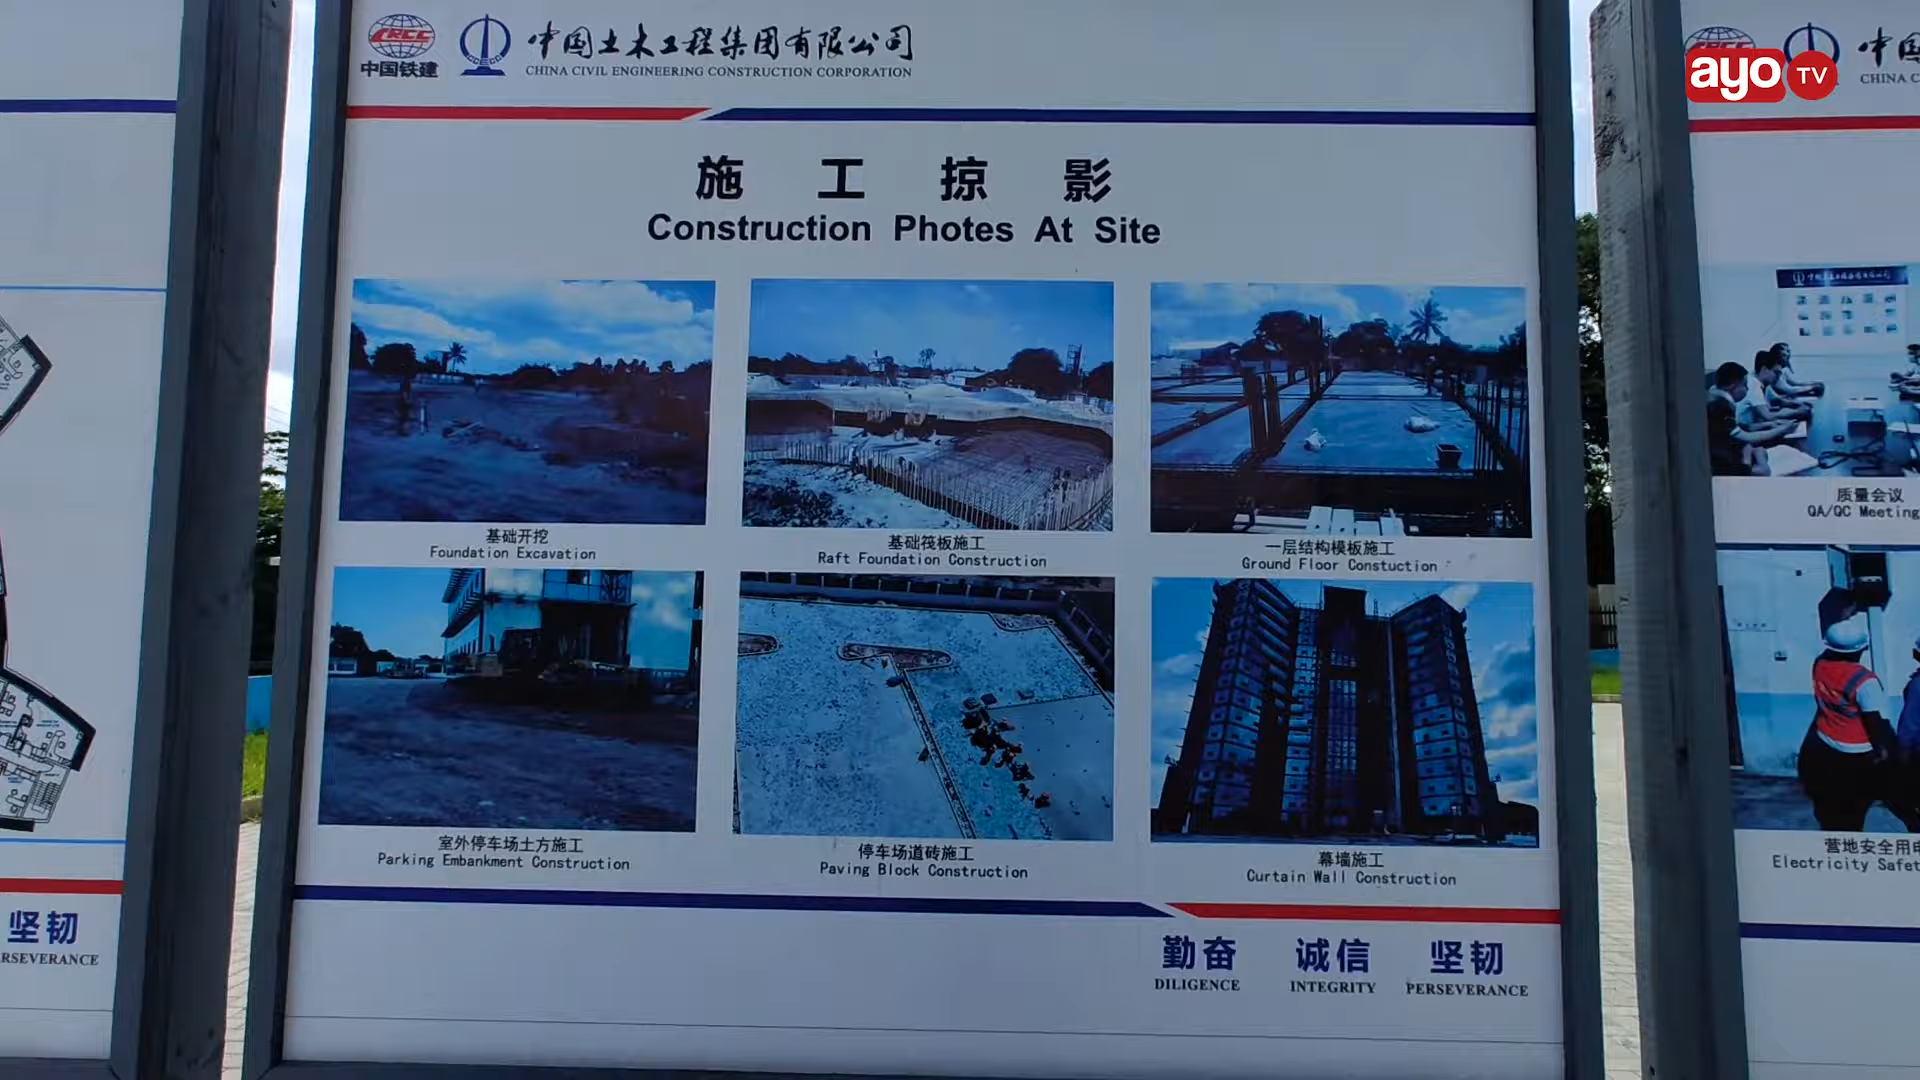 CRCC
中国铁建
CCECC
中国土木工程集团有限公司
CHINA CIVIL ENGINEERING CONSTRUCTION CORPORATION
施工掠影
Construction Photes At Site
基础开挖
Foundation Excavation
基础筏板施工
Raft Foundation Construction
一层结构模板施工
Ground Floor Constuction
室外停车场土方施工
Parking Embankment Construction
停车场道砖施工
Paving Block Construction
幕墙施工
Curtain Wall Construction
勤奋 诚信 坚韧
DILIGENCE INTEGRITY PERSEVERANCE
坚韧
RSEVERANCE
ayo TV
中国
CHINA C
质量会议
QA/QC Meeting
营地安全用电
Electricity Safet